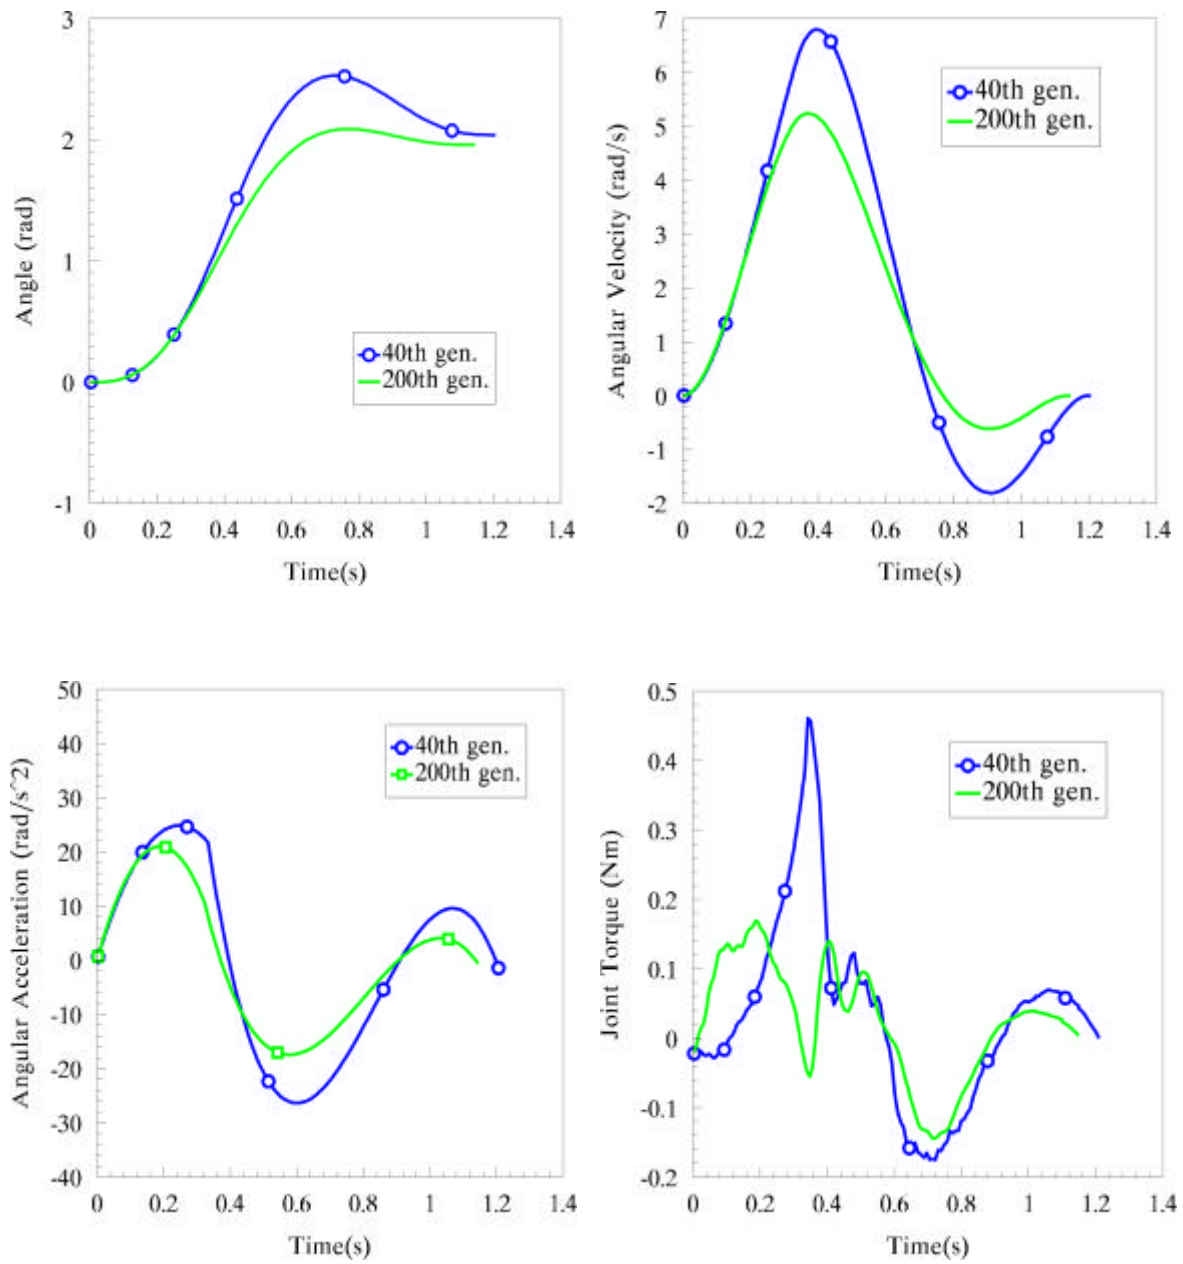 3
2
1
0
-1
Angle (rad)
0 0.2 0.4 0.6 0.8 1 1.2 1.4
Time(s)
40th gen.
200th gen.
7
6
5
4
3
2
1
0
-1
-2
Angular Velocity (rad/s)
0 0.2 0.4 0.6 0.8 1 1.2 1.4
Time(s)
40th gen.
200th gen.
50
40
30
20
10
0
-10
-20
-30
-40
Angular Acceleration (rad/s^2)
0 0.2 0.4 0.6 0.8 1 1.2 1.4
Time(s)
40th gen.
200th gen.
0.5
0.4
0.3
0.2
0.1
0
-0.1
-0.2
Joint Torque (Nm)
0 0.2 0.4 0.6 0.8 1 1.2 1.4
Time(s)
40th gen.
200th gen.